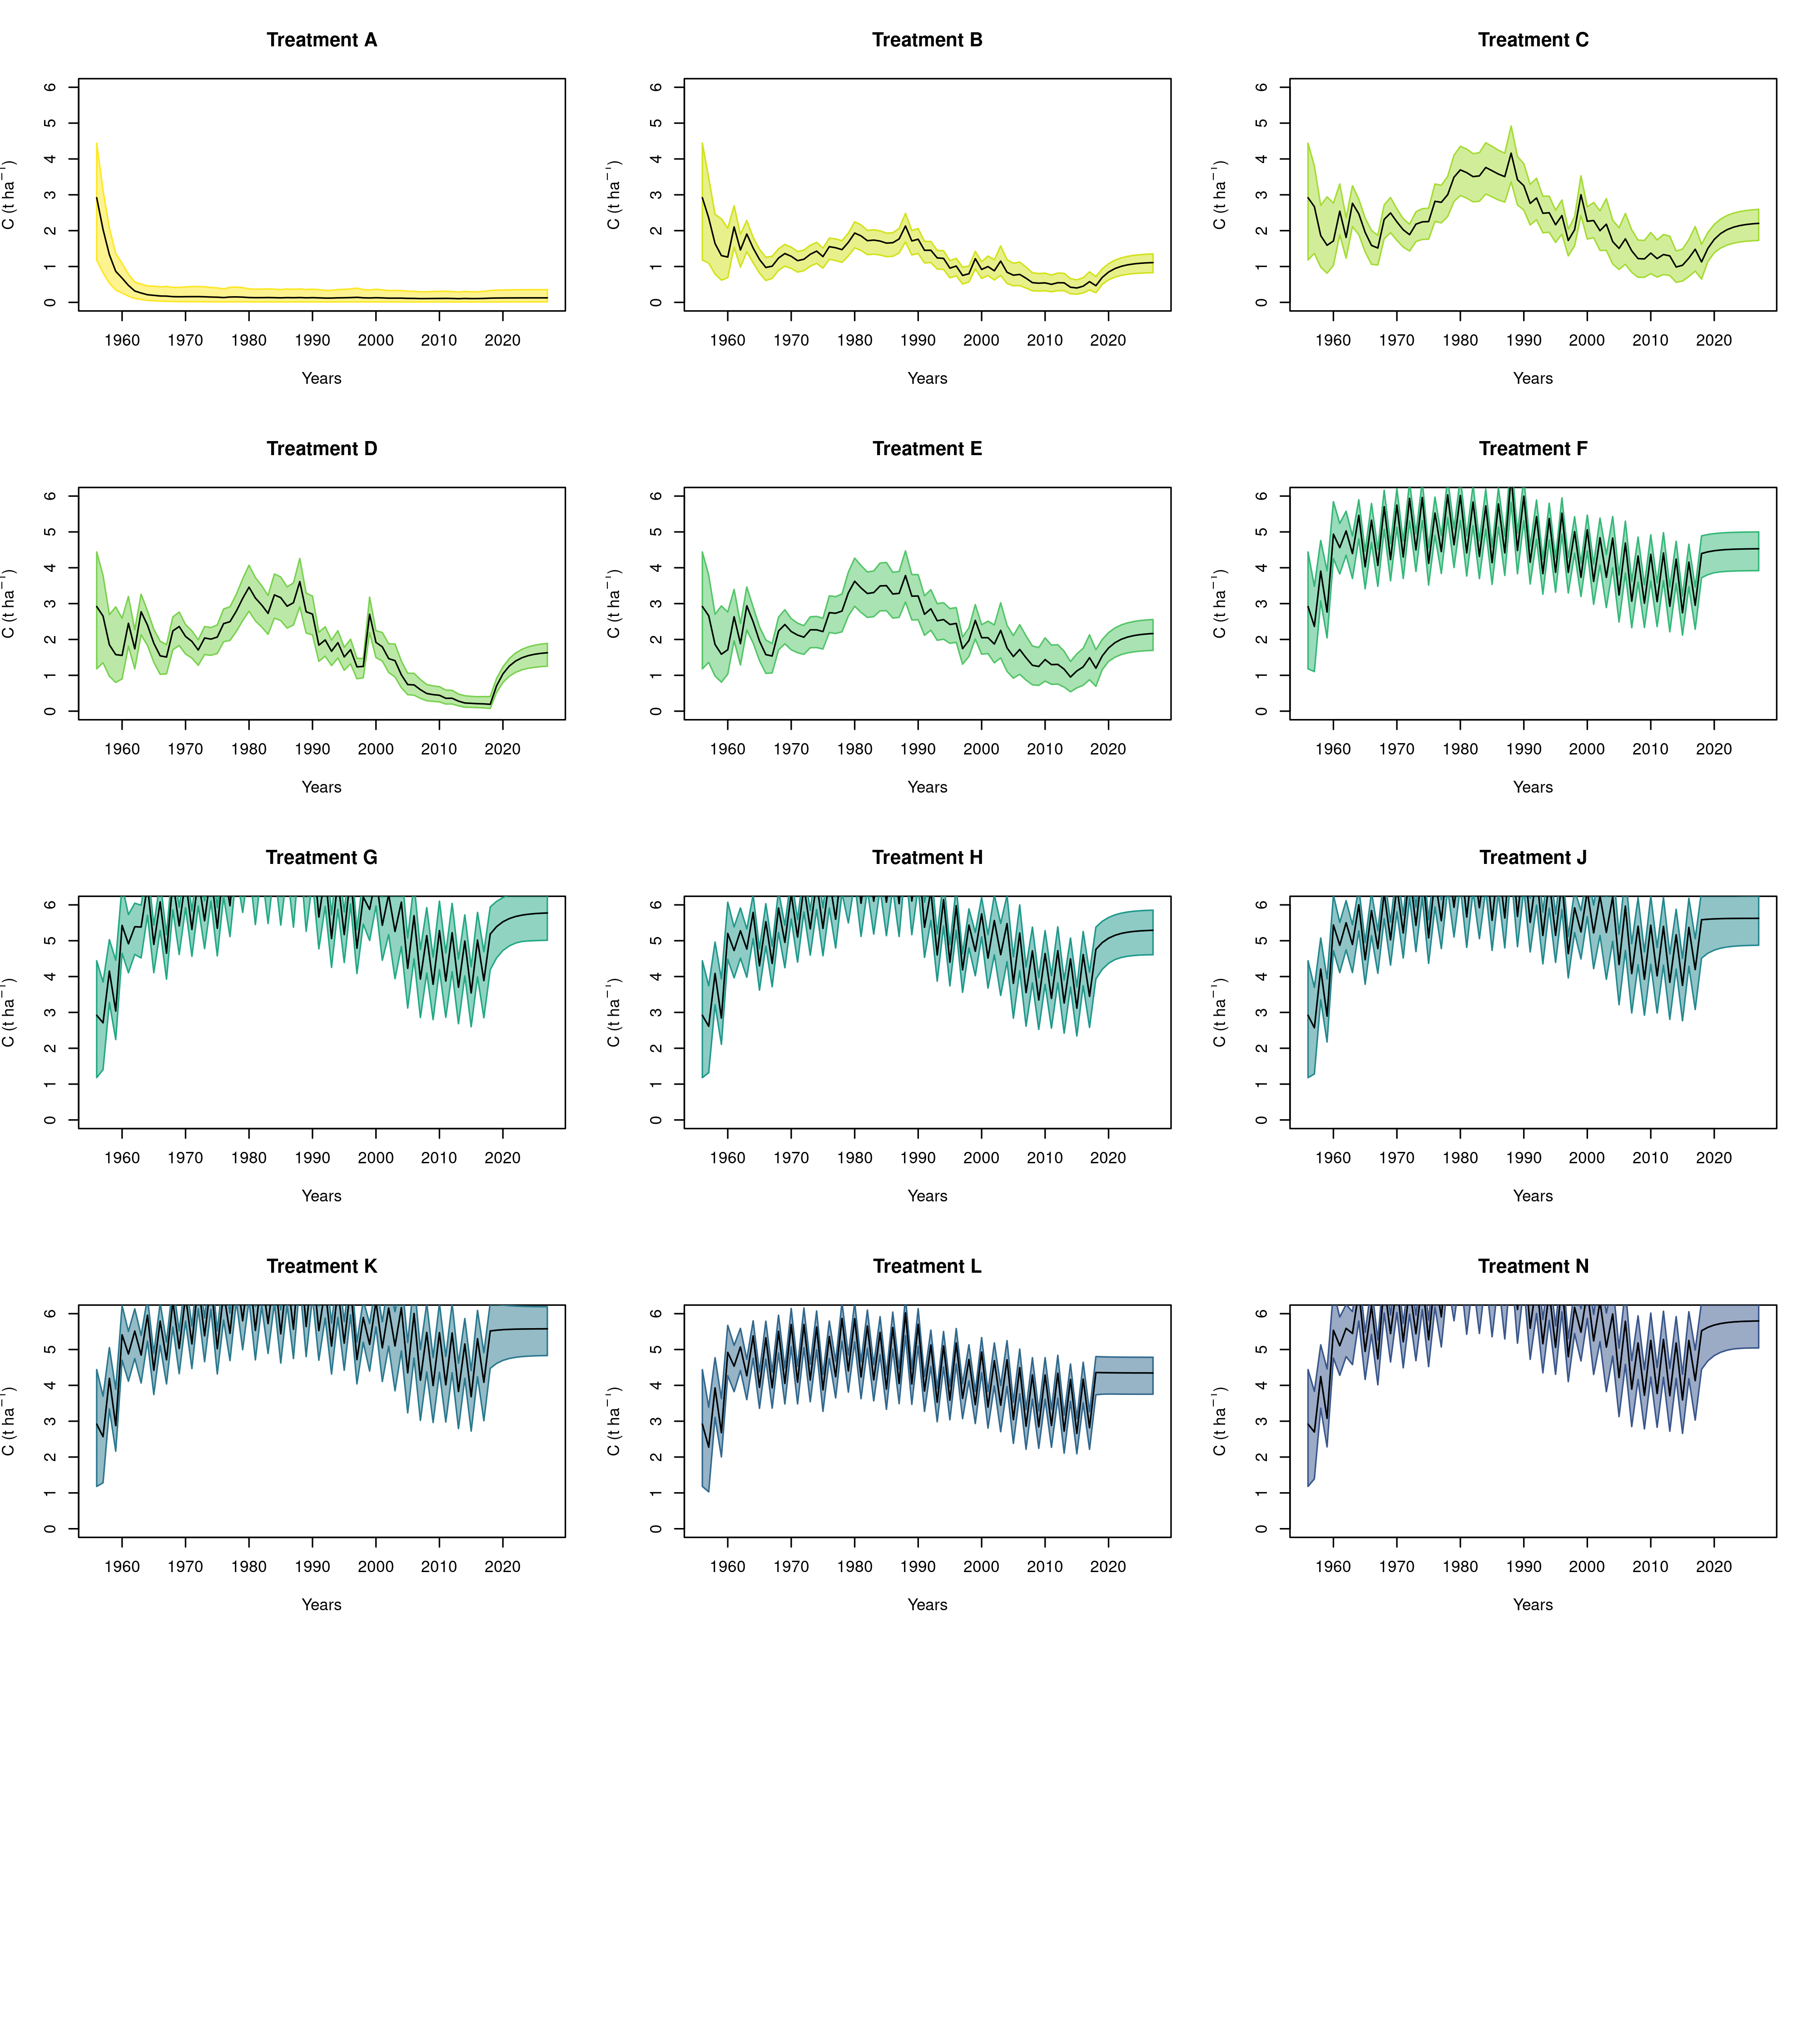 Treatment A
Treatment B
Treatment C
C (t ha⁻¹)
0 1 2 3 4 5 6
1960 1970 1980 1990 2000 2010 2020
Years
C (t ha⁻¹)
0 1 2 3 4 5 6
1960 1970 1980 1990 2000 2010 2020
Years
C (t ha⁻¹)
0 1 2 3 4 5 6
1960 1970 1980 1990 2000 2010 2020
Years
Treatment D
Treatment E
Treatment F
C (t ha⁻¹)
0 1 2 3 4 5 6
1960 1970 1980 1990 2000 2010 2020
Years
C (t ha⁻¹)
0 1 2 3 4 5 6
1960 1970 1980 1990 2000 2010 2020
Years
C (t ha⁻¹)
0 1 2 3 4 5 6
1960 1970 1980 1990 2000 2010 2020
Years
Treatment G
Treatment H
Treatment J
C (t ha⁻¹)
0 1 2 3 4 5 6
1960 1970 1980 1990 2000 2010 2020
Years
C (t ha⁻¹)
0 1 2 3 4 5 6
1960 1970 1980 1990 2000 2010 2020
Years
C (t ha⁻¹)
0 1 2 3 4 5 6
1960 1970 1980 1990 2000 2010 2020
Years
Treatment K
Treatment L
Treatment N
C (t ha⁻¹)
0 1 2 3 4 5 6
1960 1970 1980 1990 2000 2010 2020
Years
C (t ha⁻¹)
0 1 2 3 4 5 6
1960 1970 1980 1990 2000 2010 2020
Years
C (t ha⁻¹)
0 1 2 3 4 5 6
1960 1970 1980 1990 2000 2010 2020
Years